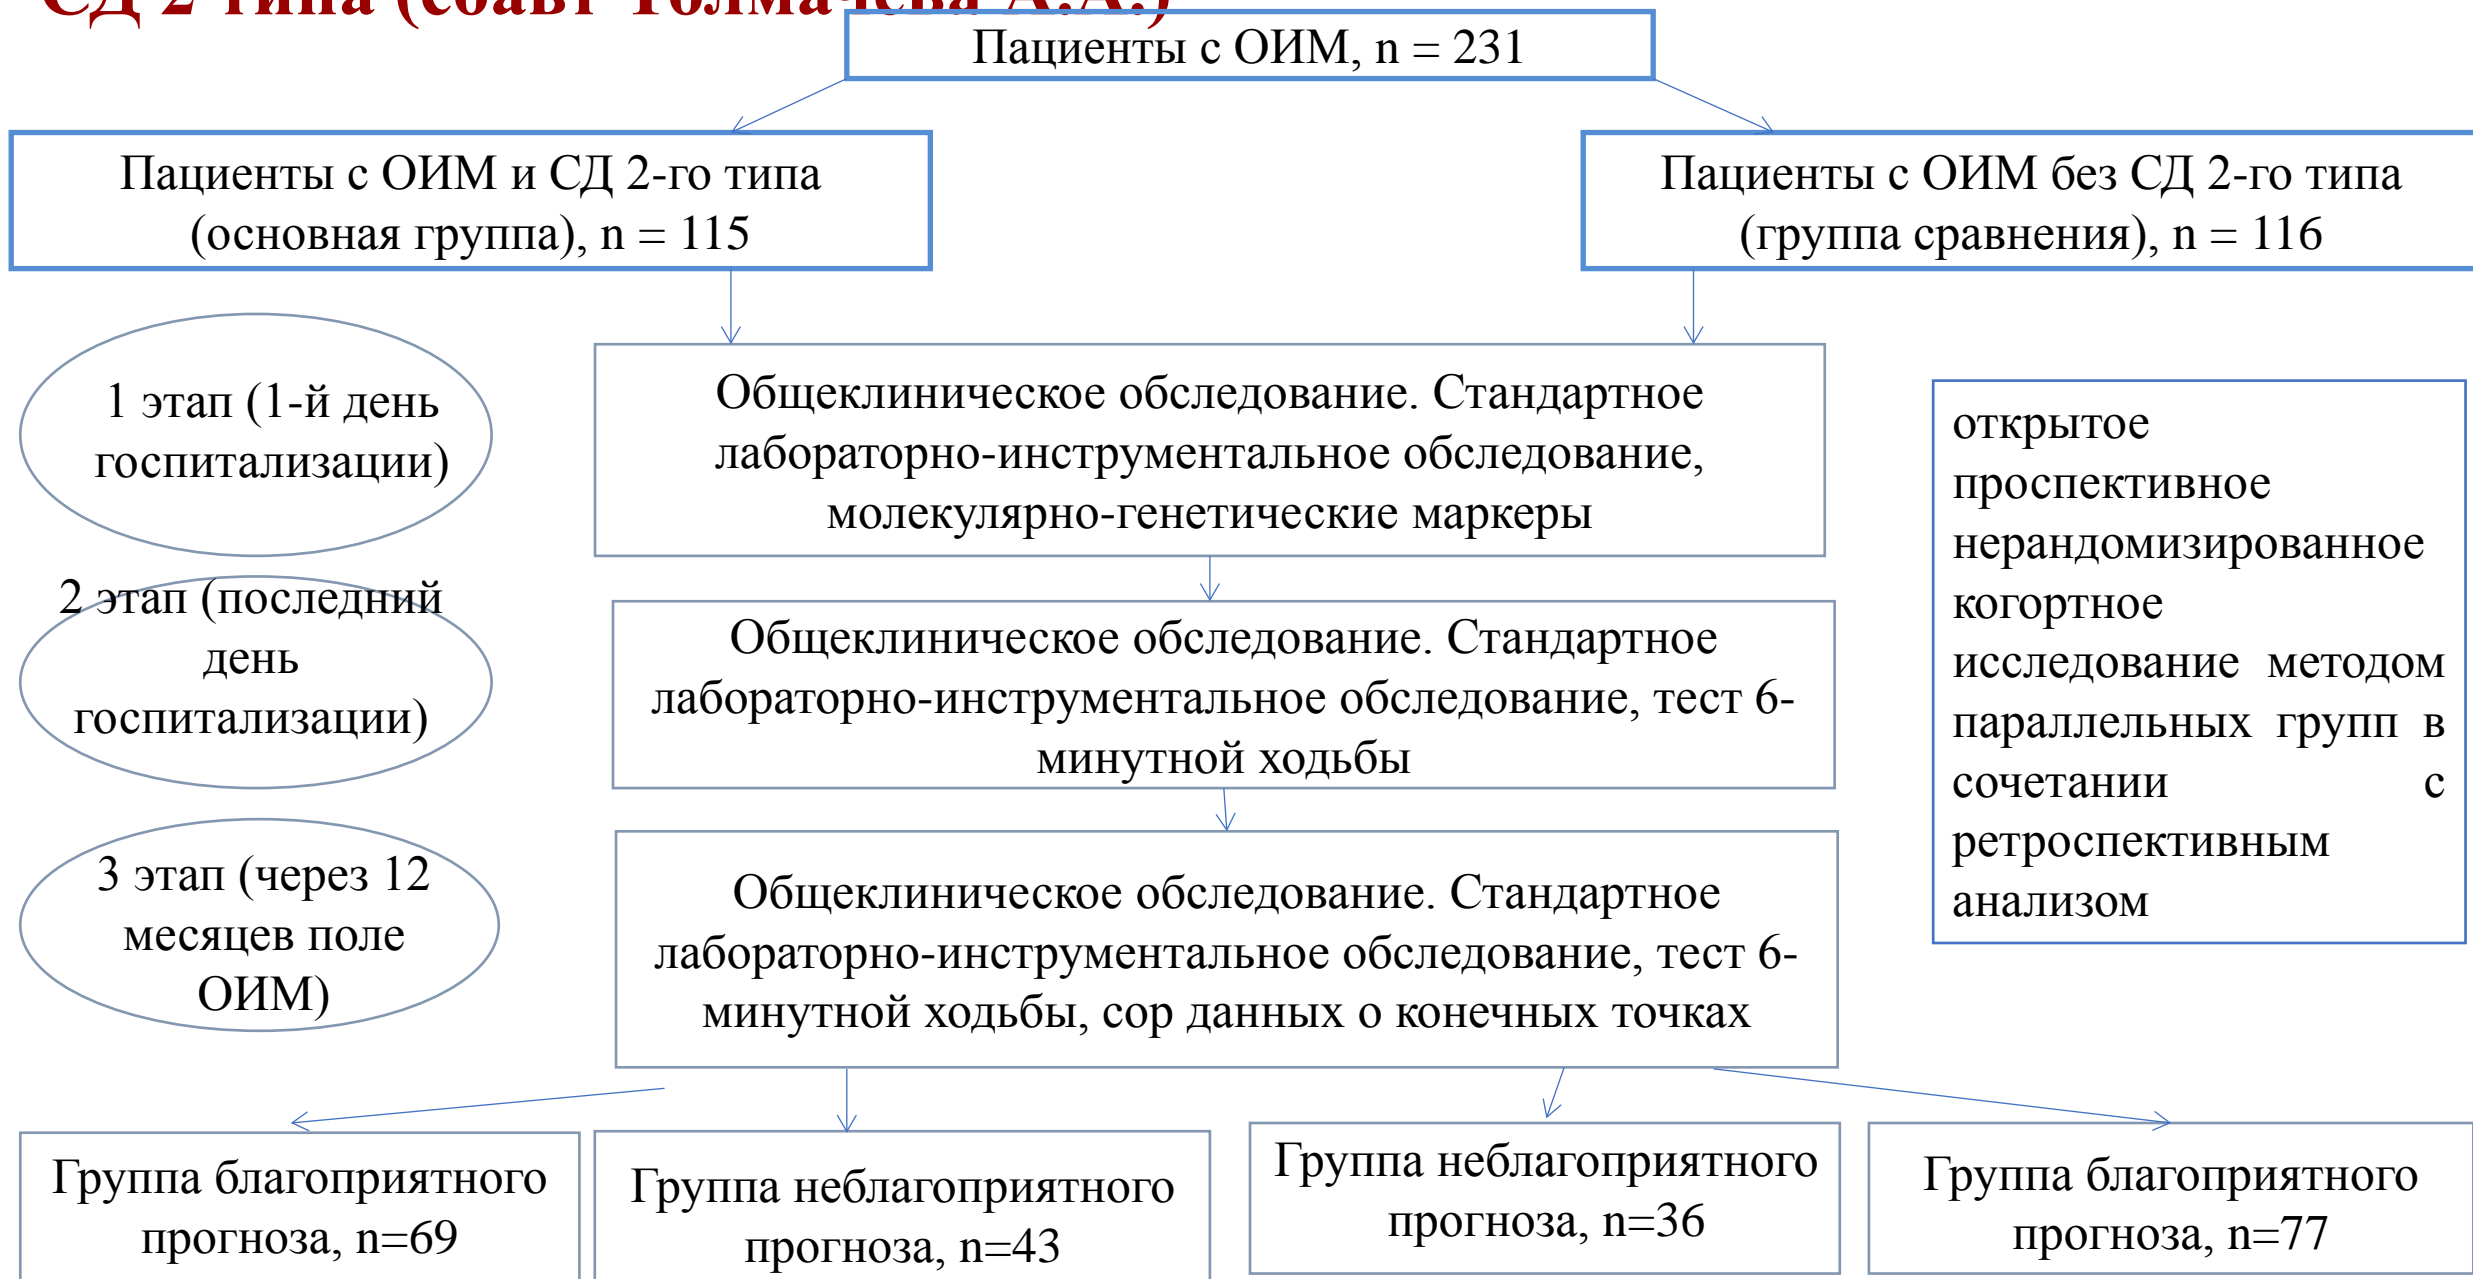 СД 2 типа (соавт Толмачева А.А.)
Пациенты с ОИМ, n = 231
Пациенты с ОИМ и СД 2-го типа
(основная группа), n = 115
Пациенты с ОИМ без СД 2-го типа
(группа сравнения), n = 116
1 этап (1-й день
госпитализации)
Общеклиническое обследование. Стандартное
лабораторно-инструментальное обследование,
молекулярно-генетические маркеры
открытое
проспективное
нерандомизированное
когортное
исследование методом
параллельных групп в
сочетании с
ретроспективным
анализом
2 этап (последний
день
госпитализации)
Общеклиническое обследование. Стандартное
лабораторно-инструментальное обследование, тест 6-
минутной ходьбы
3 этап (через 12
месяцев поле
ОИМ)
Общеклиническое обследование. Стандартное
лабораторно-инструментальное обследование, тест 6-
минутной ходьбы, сор данных о конечных точках
Группа благоприятного
прогноза, n=69
Группа неблагоприятного
прогноза, n=43
Группа неблагоприятного
прогноза, n=36
Группа благоприятного
прогноза, n=77